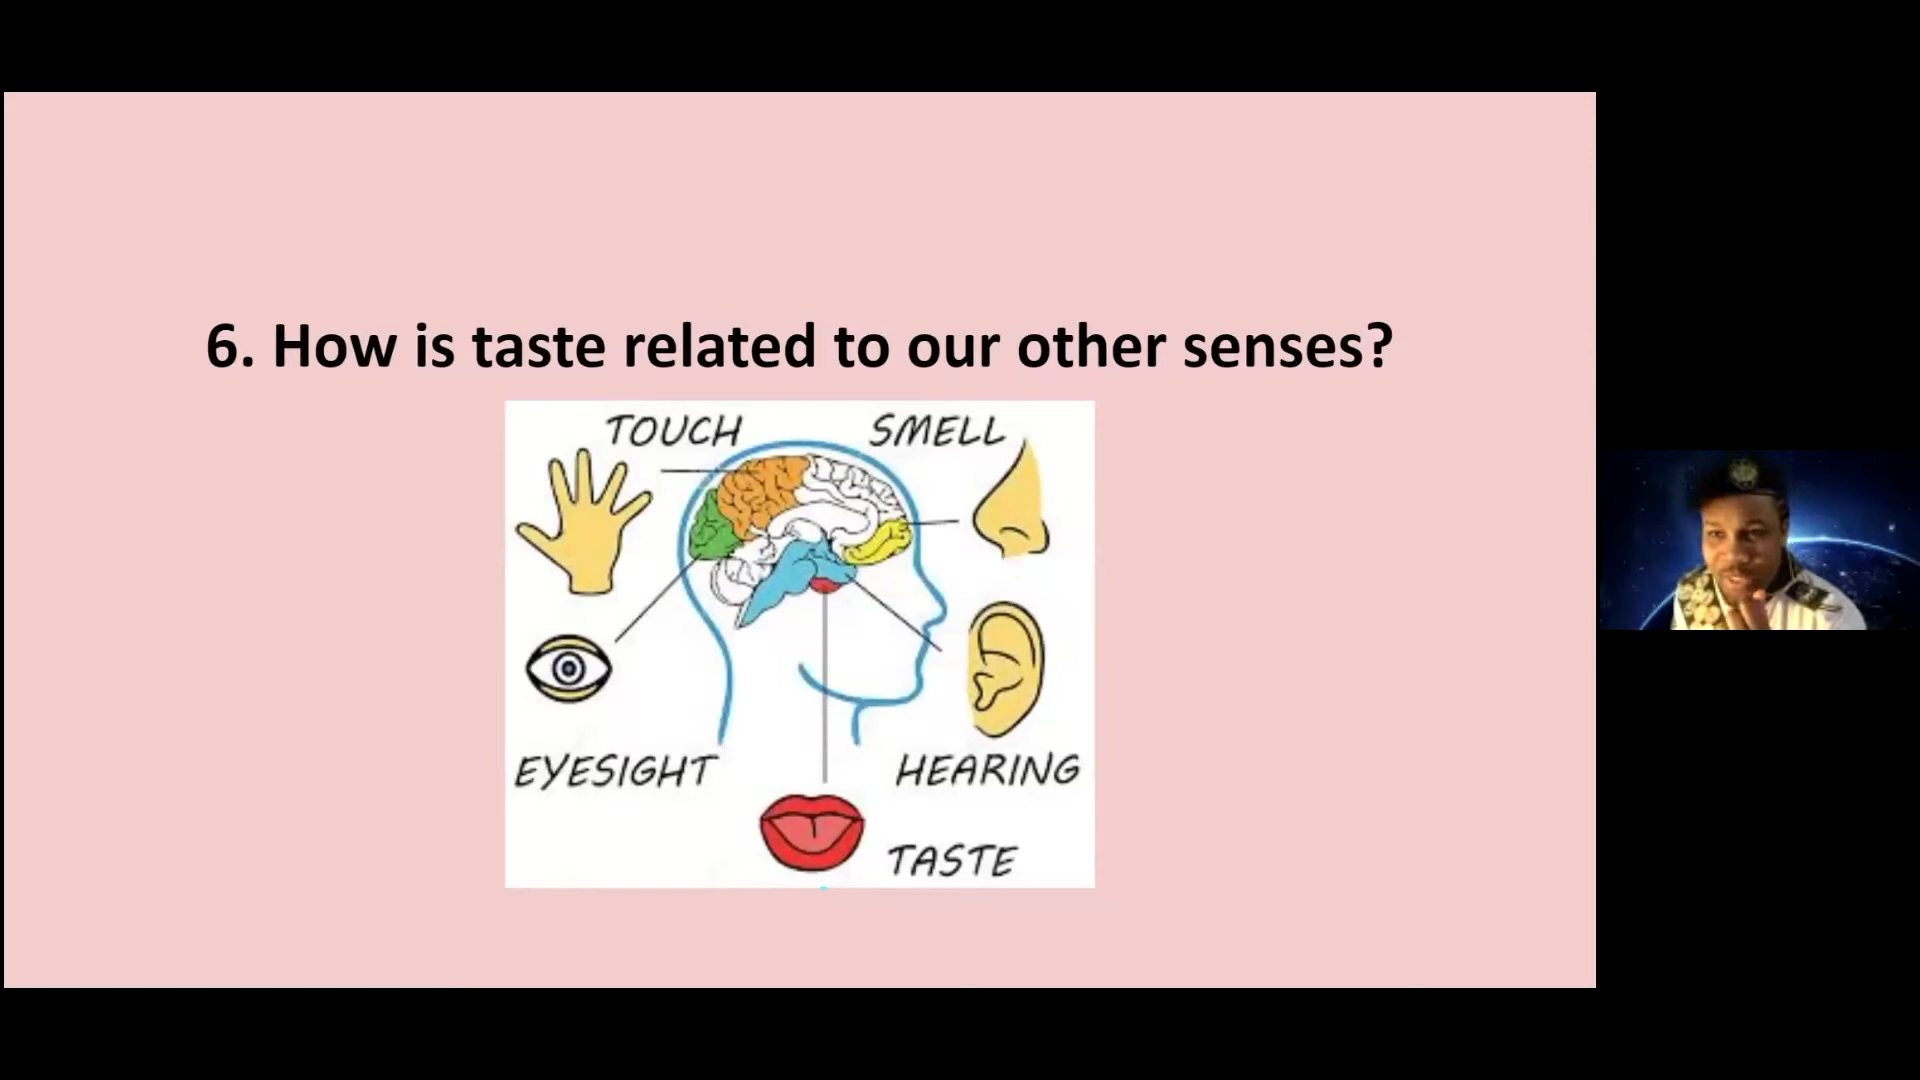 6. How is taste related to our other senses?
TOUCH
SMELL
EYESIGHT
HEARING
TASTE